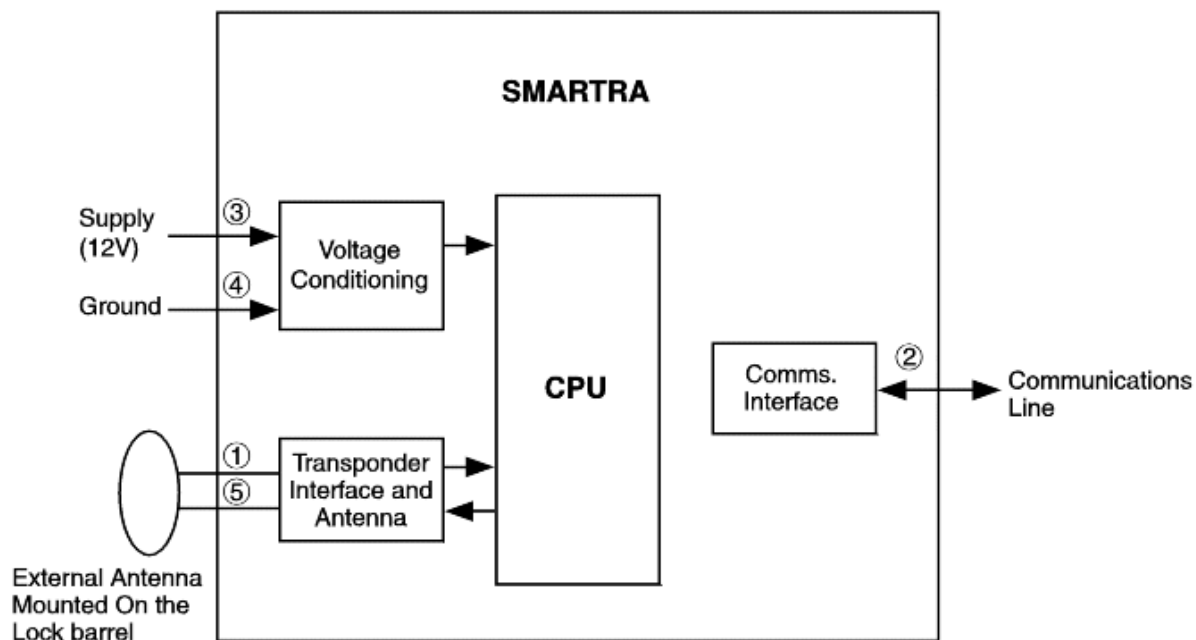 SMARTRA
Supply
(12V)
③
Voltage
Conditioning
Ground
④
CPU
Comms.
Interface
②
Communications
Line
①
⑤
Transponder
Interface and
Antenna
External Antenna
Mounted On the
Lock barrel